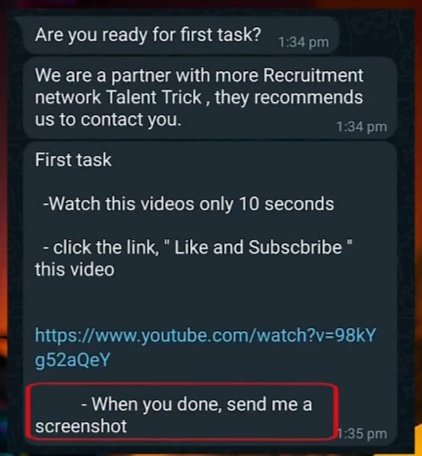 Are you ready for first task?
1:34 pm
We are a partner with more Recruitment
network Talent Trick , they recommends
us to contact you.
1:34 pm
First task
-Watch this videos only 10 seconds
- click the link, " Like and Subscbribe "
this video
https://www.youtube.com/watch?v=98kY
g52aQeY
- When you done, send me a
screenshot
1:35 pm